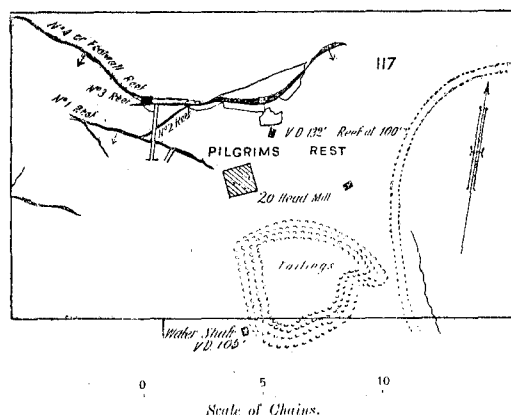 Nº 4 or Footwall Reef
117
Nº 3 Reef
Nº 1 Reef
Nº 2 Reef
V D 132' Reef at 100'
PILGRIMS REST
20 Head Mill
Tailings
Water Shaft
V D. 105'
0 5 10
Scale of Chains.